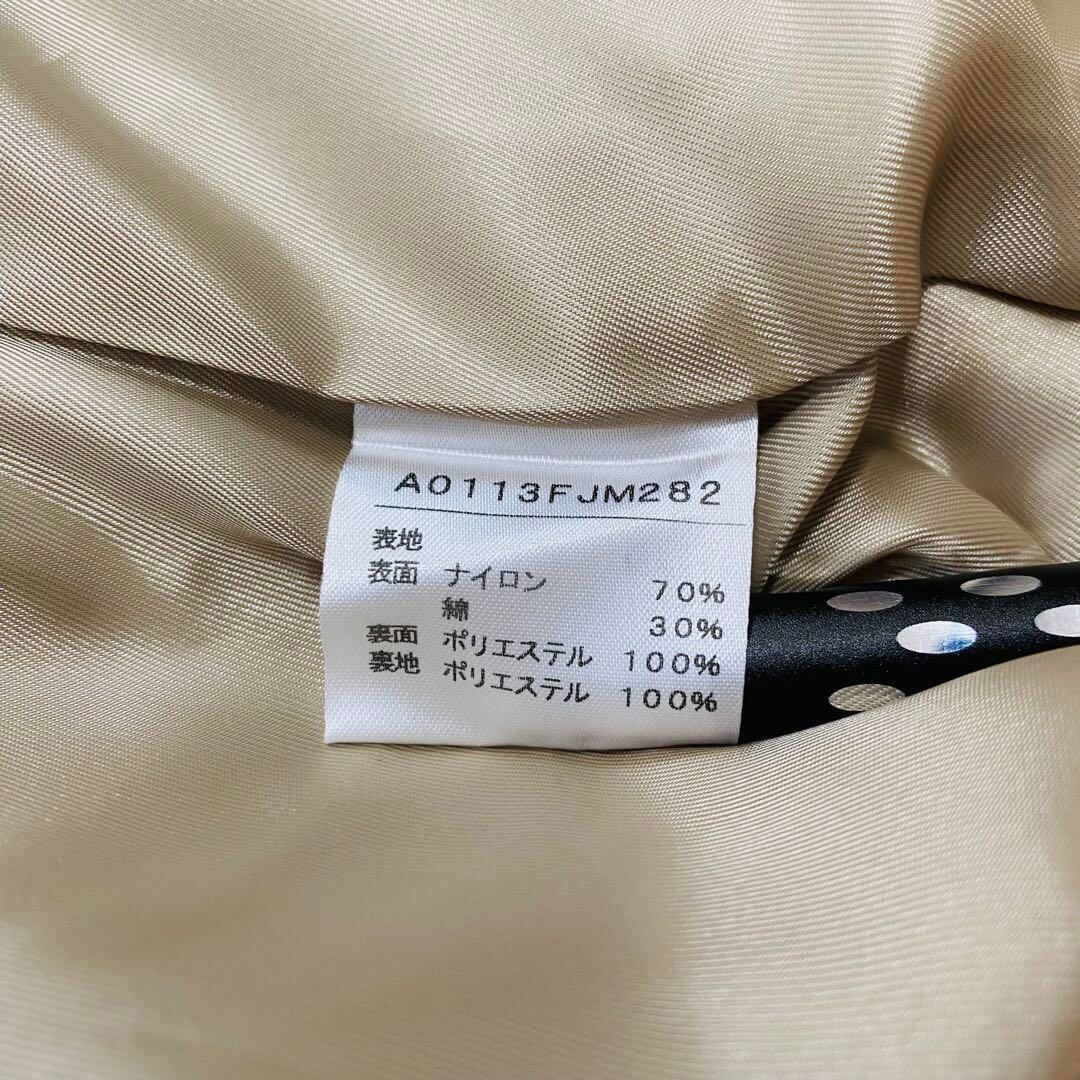 A0113FJM282
表地
表面 ナイロン 70%
綿 30%
裏面 ポリエステル 100%
裏地 ポリエステル 100%